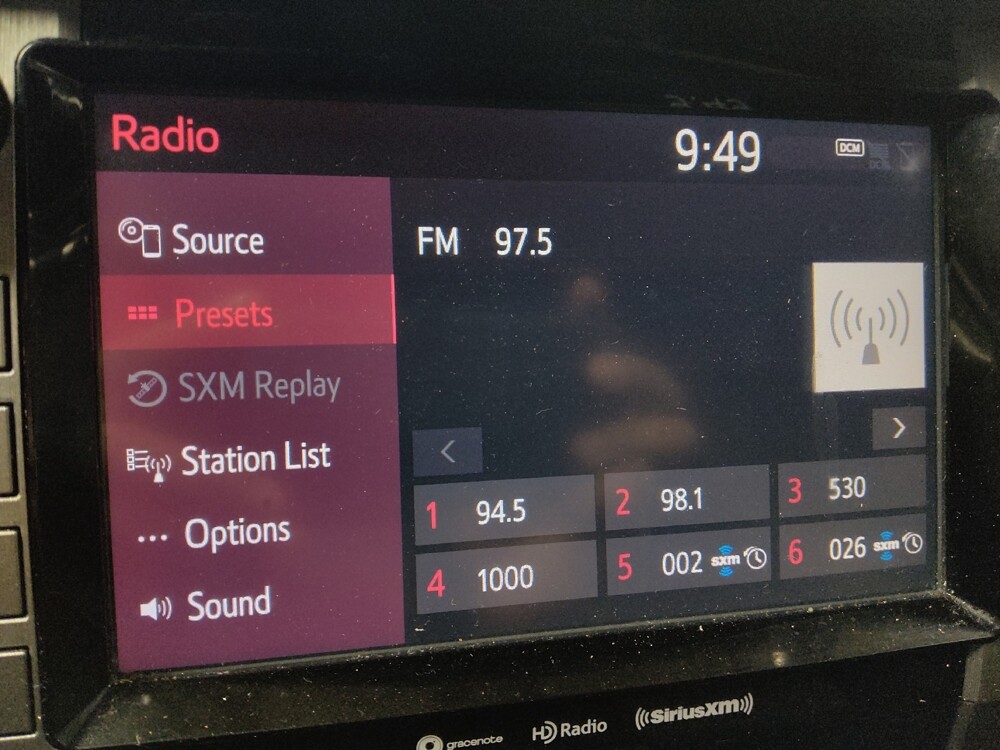 Radio
9:49
DCM
Source
FM 97.5
Presets
SXM Replay
Station List
Options
Sound
<
>
1 94.5
2 98.1
3 530
4 1000
5 002 sxm
6 026 sxm
gracenote
HD Radio
((SiriusXM))